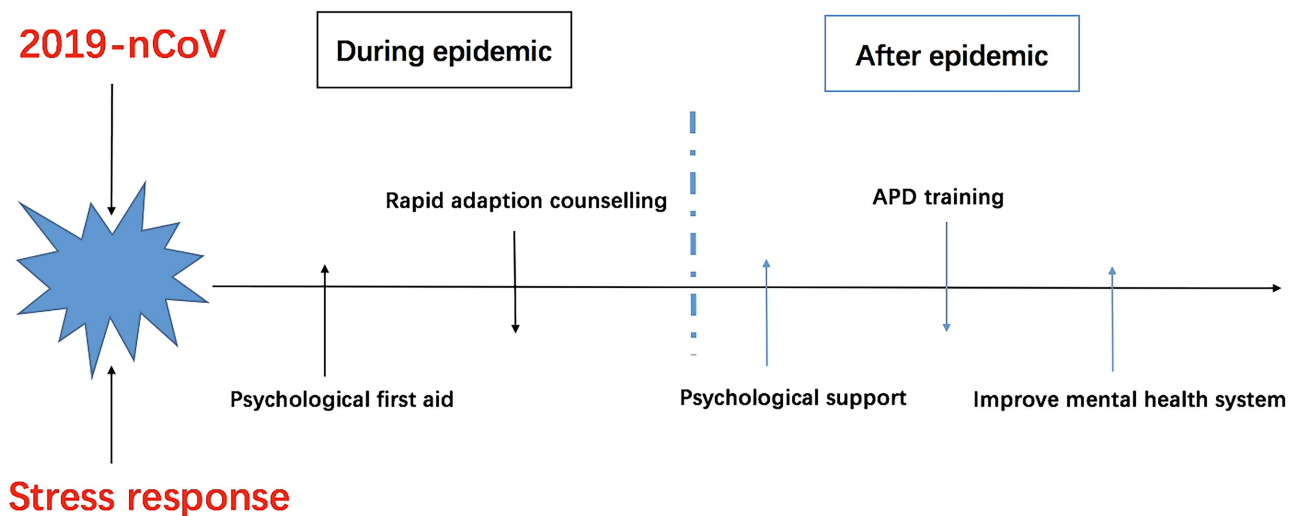 2019-nCoV
During epidemic
After epidemic
Rapid adaption counselling
APD training
Psychological first aid
Psychological support
Improve mental health system
Stress response